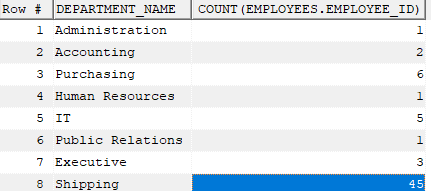 Row # DEPARTMENT_NAME COUNT(EMPLOYEES.EMPLOYEE_ID)
1 Administration 1
2 Accounting 2
3 Purchasing 6
4 Human Resources 1
5 IT 5
6 Public Relations 1
7 Executive 3
8 Shipping 45